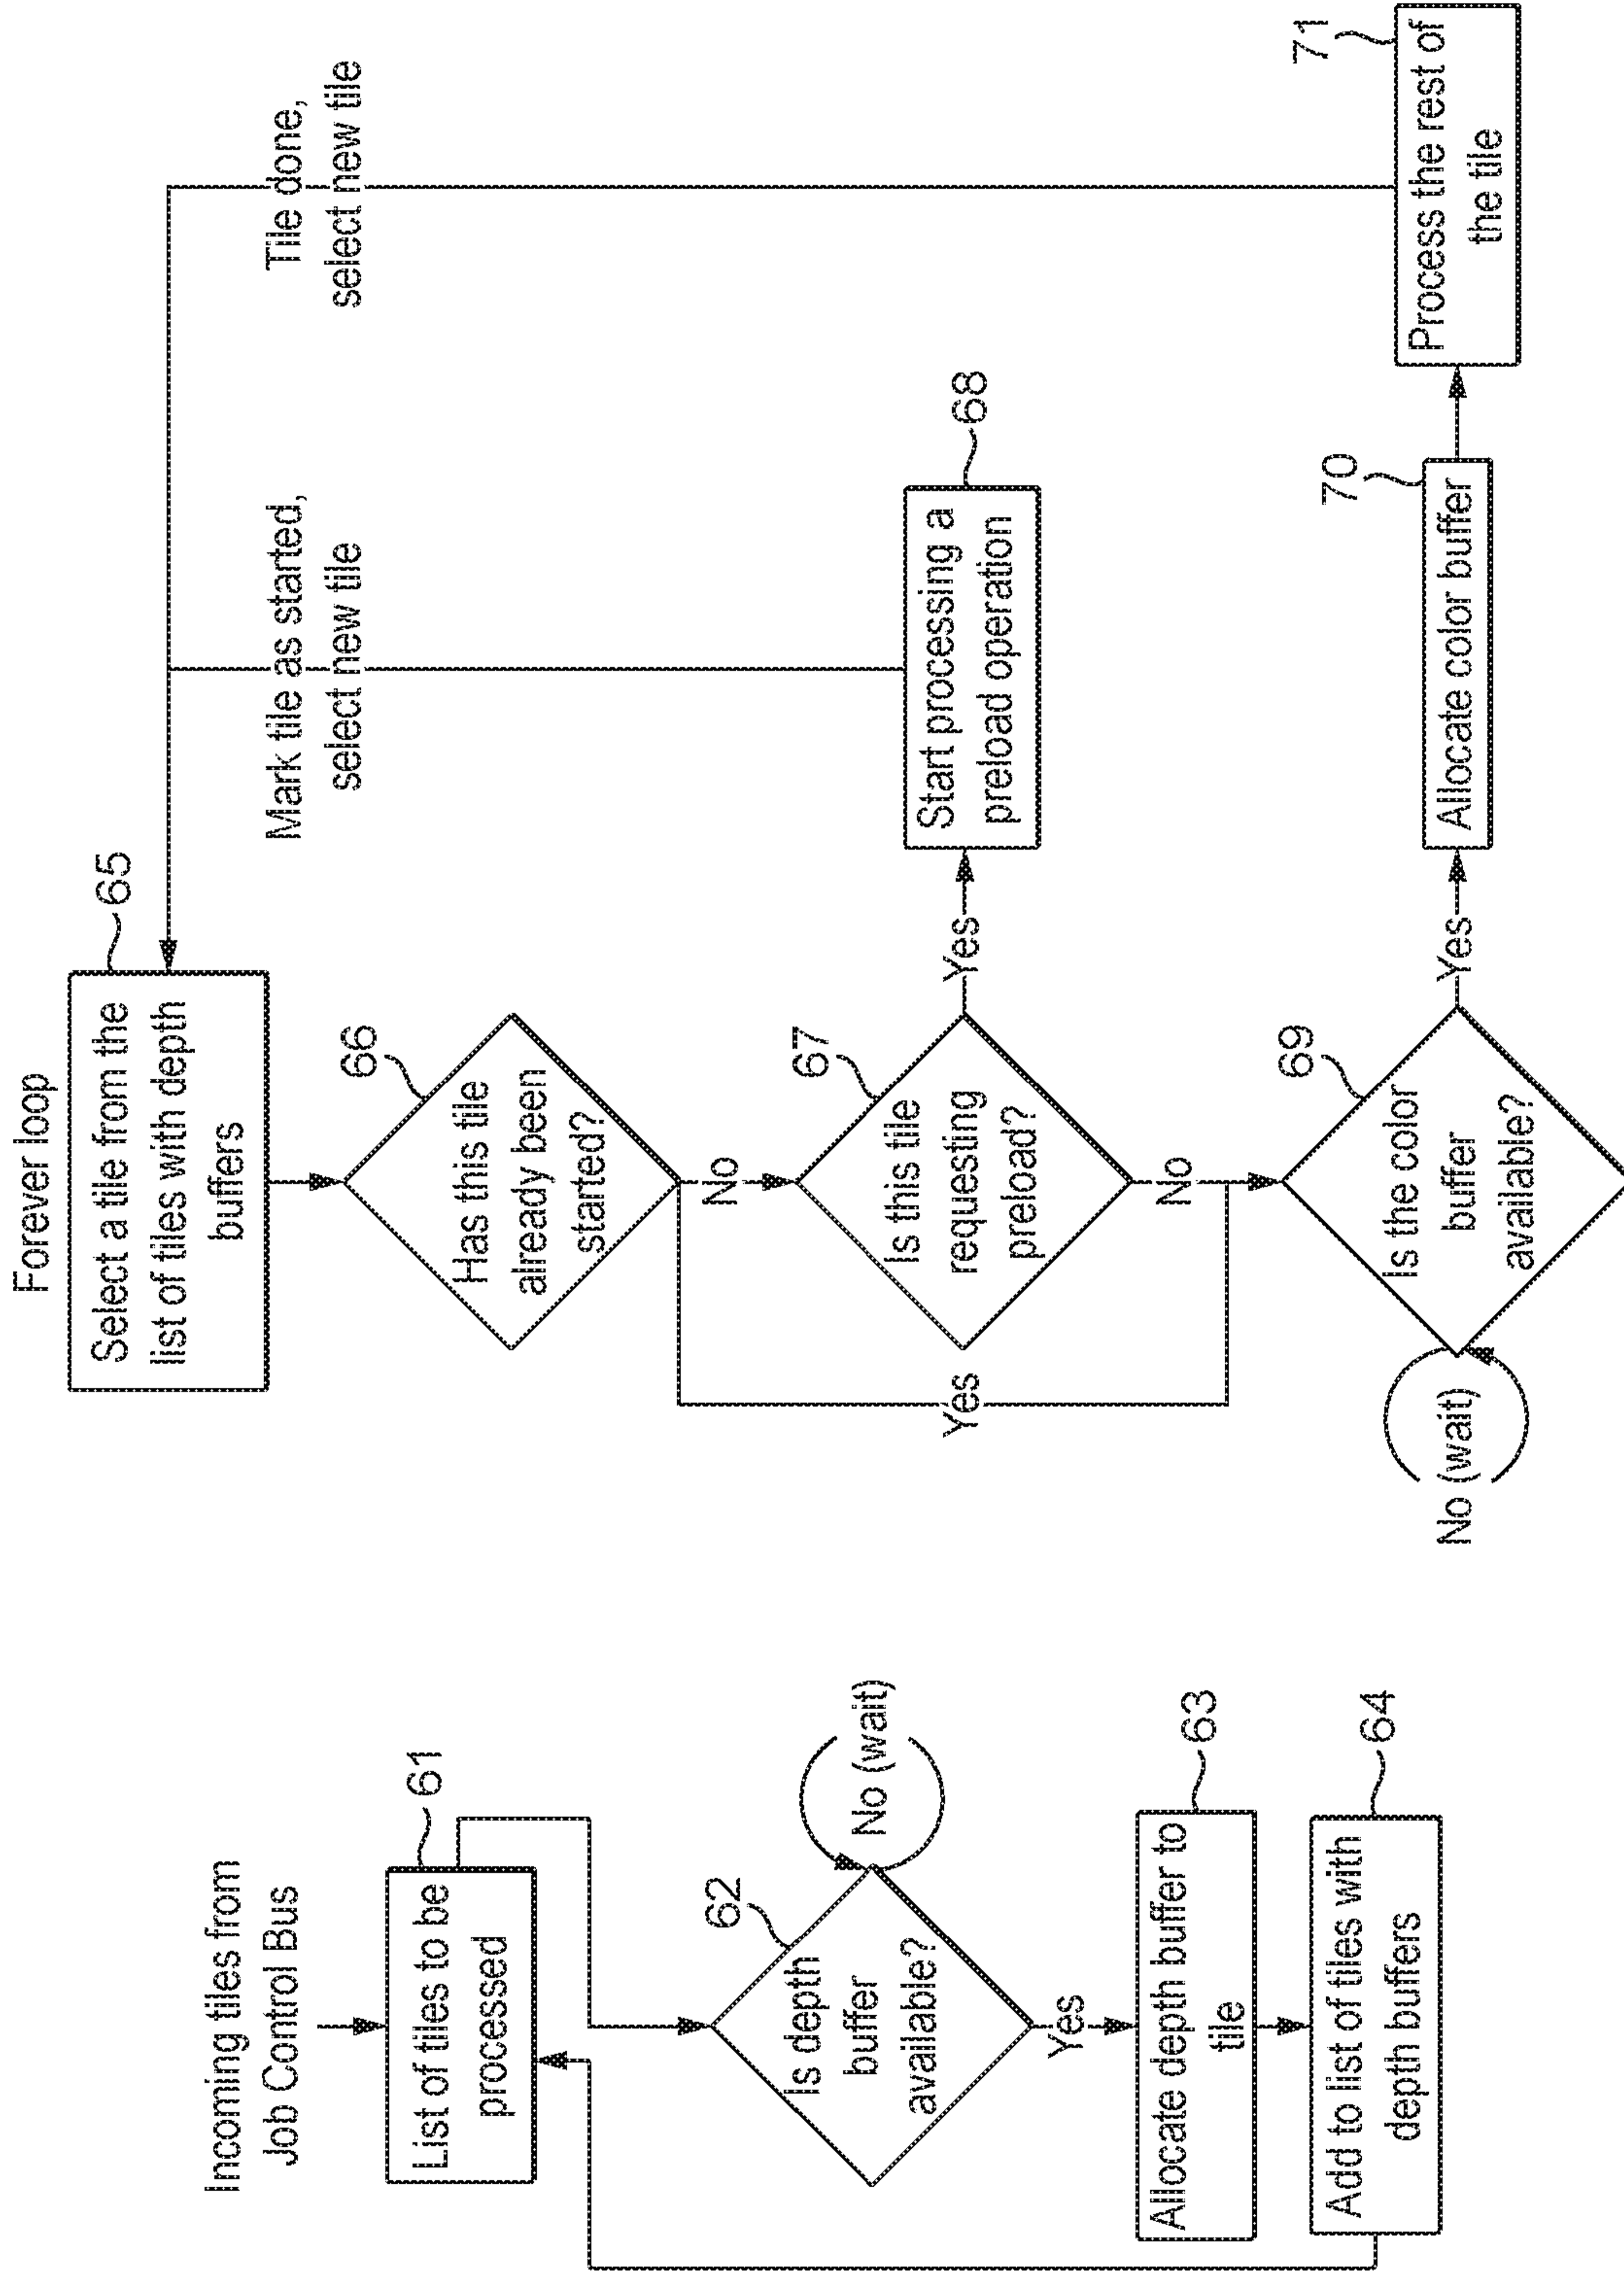 Incoming tiles from
Job Control Bus
61
List of tiles to be
processed
62
Is depth
buffer
available?
No (wait)
Yes
63
Allocate depth buffer to
tile
64
Add to list of tiles with
depth buffers
Forever loop
65
Select a tile from the
list of tiles with depth
buffers
Mark tile as started,
select new tile
Tile done,
select new tile
66
Has this tile
already been
started?
No
Yes
67
Is this tile
requesting
preload?
Yes
68
Start processing a
preload operation
No
69
Is the color
buffer
available?
No (wait)
Yes
70
Allocate color buffer
71
Process the rest of
the tile